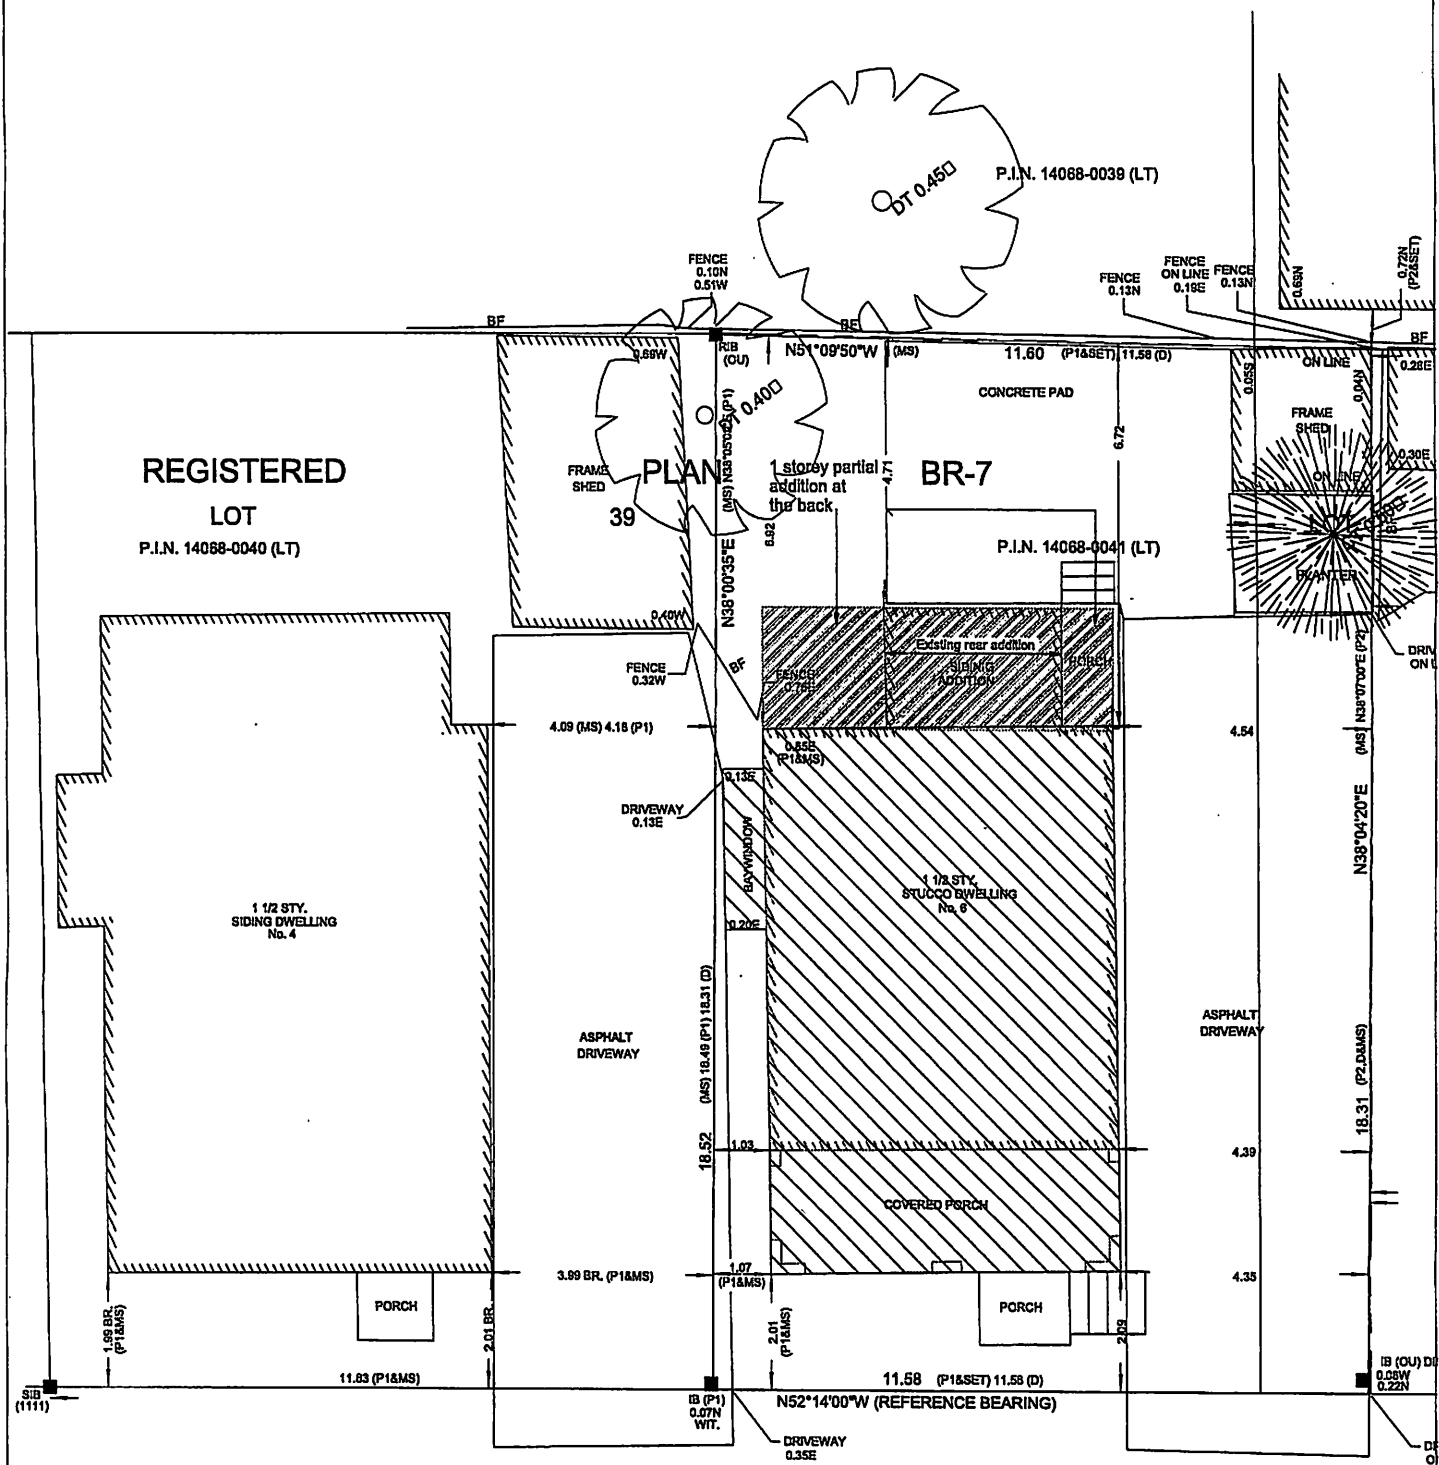 DT 0.45
P.I.N. 14068-0039 (LT)
FENCE
0.10N
0.51W
FENCE
0.13N
FENCE
ON LINE
0.19E
FENCE
0.13N
0.69N
0.72N
(P2&SET)
BF
BF
BF
0.69W
RIB
(OU)
N51°09'50"W (MS)
11.60 (P1&SET) 11.58 (D)
ON LINE
0.28E
0.05S
0.04N
CONCRETE PAD
FRAME
SHED
0.40
6.72
0.30E
ON LINE
REGISTERED
PLAN
BR-7
LOT
39
P.I.N. 14068-0040 (LT)
FRAME
SHED
1 storey partial
addition at
the back
4.71
6.92
N38°00'35"E
P.I.N. 14068-0041 (LT)
PLANTER
0.40W
FENCE
0.32W
BF
FENCE
Existing rear addition
SIDING
ADDITION
PORCH
DRIV
4.09 (MS) 4.18 (P1)
0.85E
(P1&MS)
4.54
(MS) N38°07'00"E (P2)
N38°04'20"E
0.13E
DRIVEWAY
0.13E
BAYWINDOW
0.20E
1 1/2 STY.
SIDING DWELLING
No. 4
1 1/2 STY.
STUCCO DWELLING
No. 6
ASPHALT
DRIVEWAY
ASPHALT
DRIVEWAY
18.52 (MS) 18.49 (P1) 18.31 (D)
18.31 (P2,D&MS)
1.03
4.39
COVERED PORCH
3.99 BR. (P1&MS)
1.07
(P1&MS)
4.35
1.99 BR.
(P1&MS)
PORCH
2.01 BR.
2.01
(P1&MS)
PORCH
2.09
SIB
(1111)
11.63 (P1&MS)
IB (P1)
0.07N
WIT.
11.58 (P1&SET) 11.58 (D)
N52°14'00"W (REFERENCE BEARING)
IB (OU)
0.08W
0.22N
DRIVEWAY
0.35E